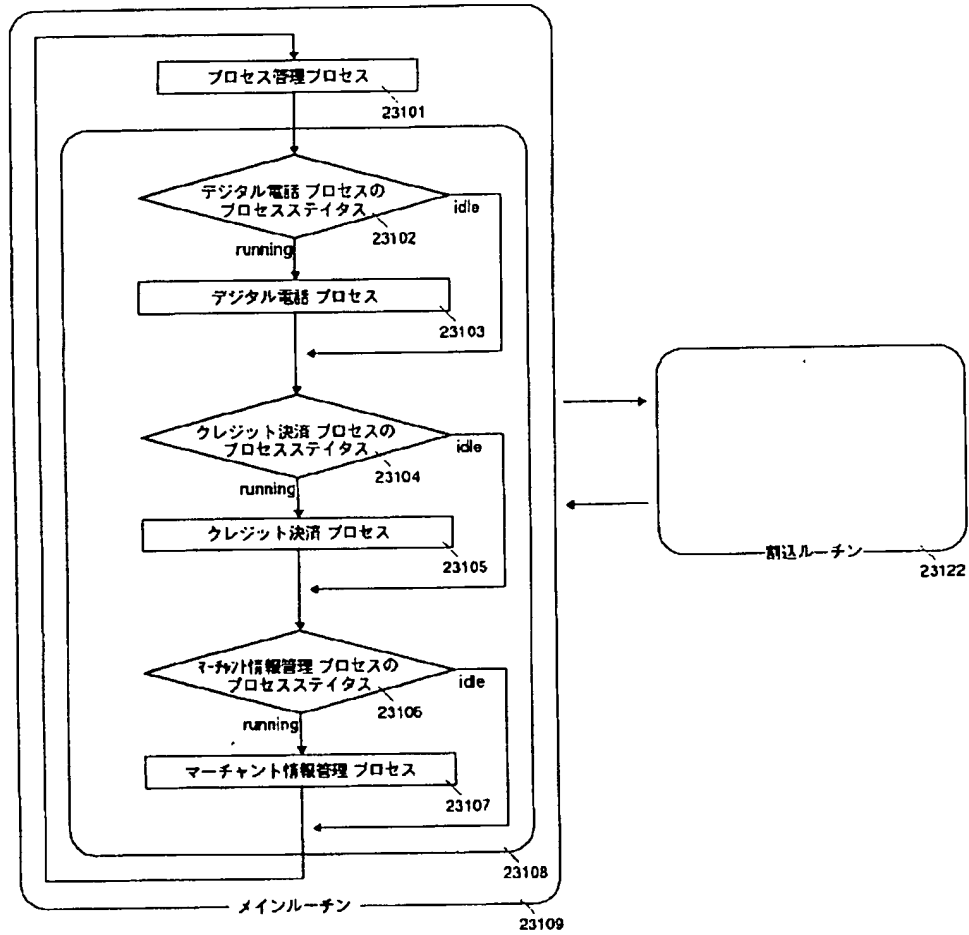 プロセス管理プロセス
23101
デジタル電話 プロセスの
プロセスステイタス
23102
idle
running
デジタル電話 プロセス
23103
クレジット決済 プロセスの
プロセスステイタス
23104
idle
running
クレジット決済 プロセス
23105
マーチャント情報管理 プロセスの
プロセスステイタス
23106
idle
running
マーチャント情報管理 プロセス
23107
23108
メインルーチン
23109
割込ルーチン
23122